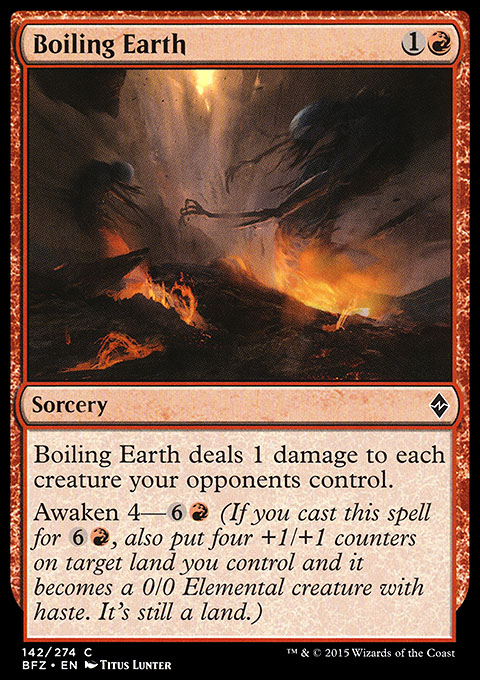 Boiling Earth 1
Sorcery
Boiling Earth deals 1 damage to each
creature your opponents control.
Awaken 4—6 (If you cast this spell
for 6, also put four +1/+1 counters
on target land you control and it
becomes a 0/0 Elemental creature with
haste. It's still a land.)
142/274 C
BFZ • EN Titus Lunter
™ & © 2015 Wizards of the Coast